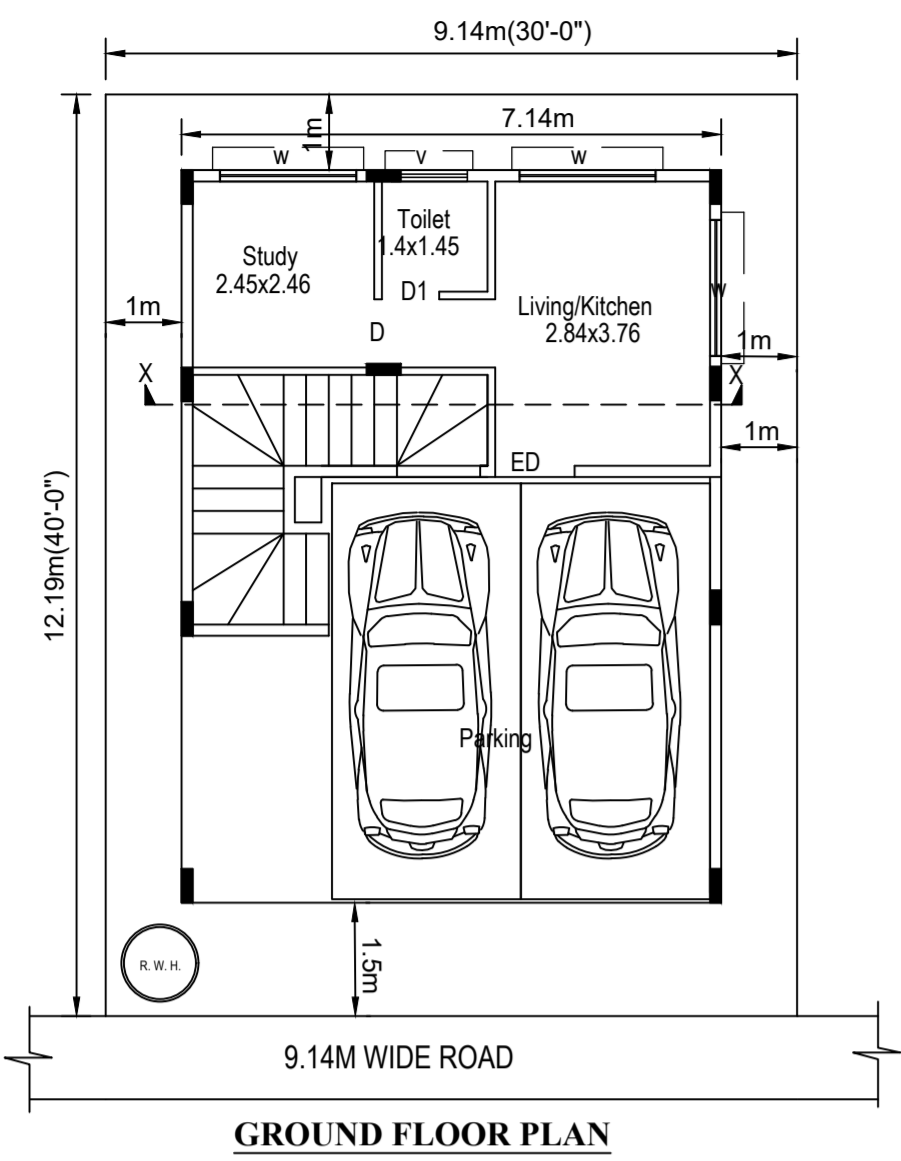 9.14m(30'-0")
1m
7.14m
W
V
W
Toilet
1.4x1.45
Study
2.45x2.46
D1
W
1m
Living/Kitchen
2.84x3.76
D
1m
X
X
1m
ED
12.19m(40'-0")
Parking
R. W. H.
1.5m
9.14M WIDE ROAD
GROUND FLOOR PLAN